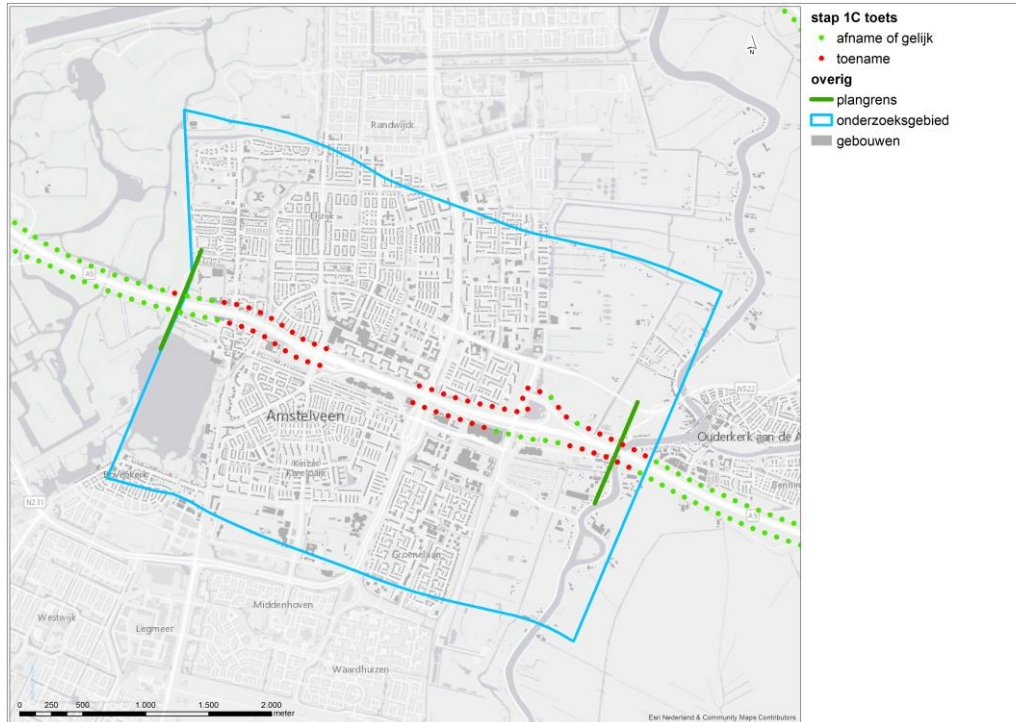 stap 1C toets
afname of gelijk
toename
overig
plangrens
onderzoeksgebied
gebouwen
N
Randwijck
Elsrijk
A9
Amstelveen
N522
Ouderkerk aan de A
Keizer
Karelpark
Bovenkerk
N231
A9
Groenelaan
Middenhoven
Westwijk
Legmeer
Waardhuizen
0 250 500 1.000 1.500 2.000
meter
Esri Nederland & Community Maps Contributors